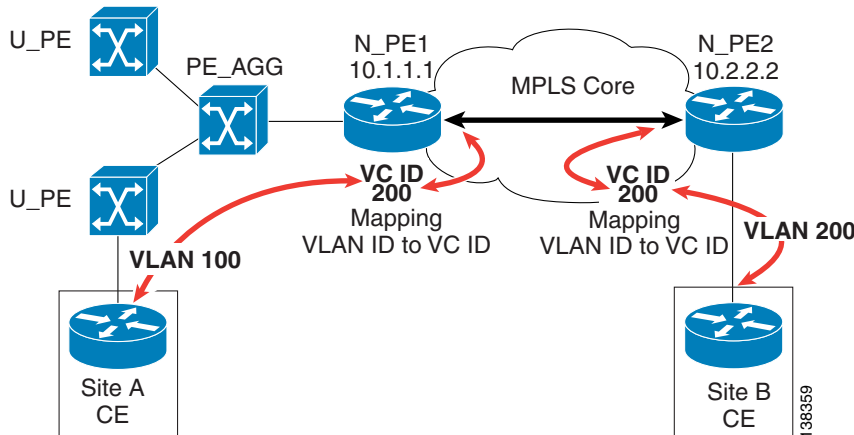 U_PE
PE_AGG
N_PE1
10.1.1.1
MPLS Core
N_PE2
10.2.2.2
U_PE
VC ID
200
Mapping
VLAN ID to VC ID
VC ID
200
Mapping
VLAN ID to VC ID
VLAN 100
VLAN 200
Site A
CE
Site B
CE
138359